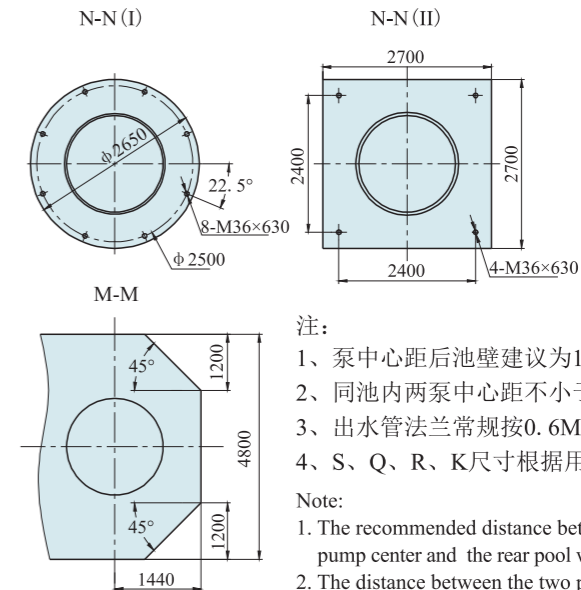 N-N(I)
N-N(II)
φ2650
22.5°
8-M36×630
φ2500
2700
2400
2700
2400
4-M36×630
M-M
45°
1200
4800
45°
1200
1440
注：
1、泵中心距后池壁建议为1
2、同池内两泵中心距不小
3、出水管法兰常规按0.6M
4、S、Q、R、K尺寸根据用
Note:
1. The recommended distance
pump center and the rear pool
2. The distance between the two